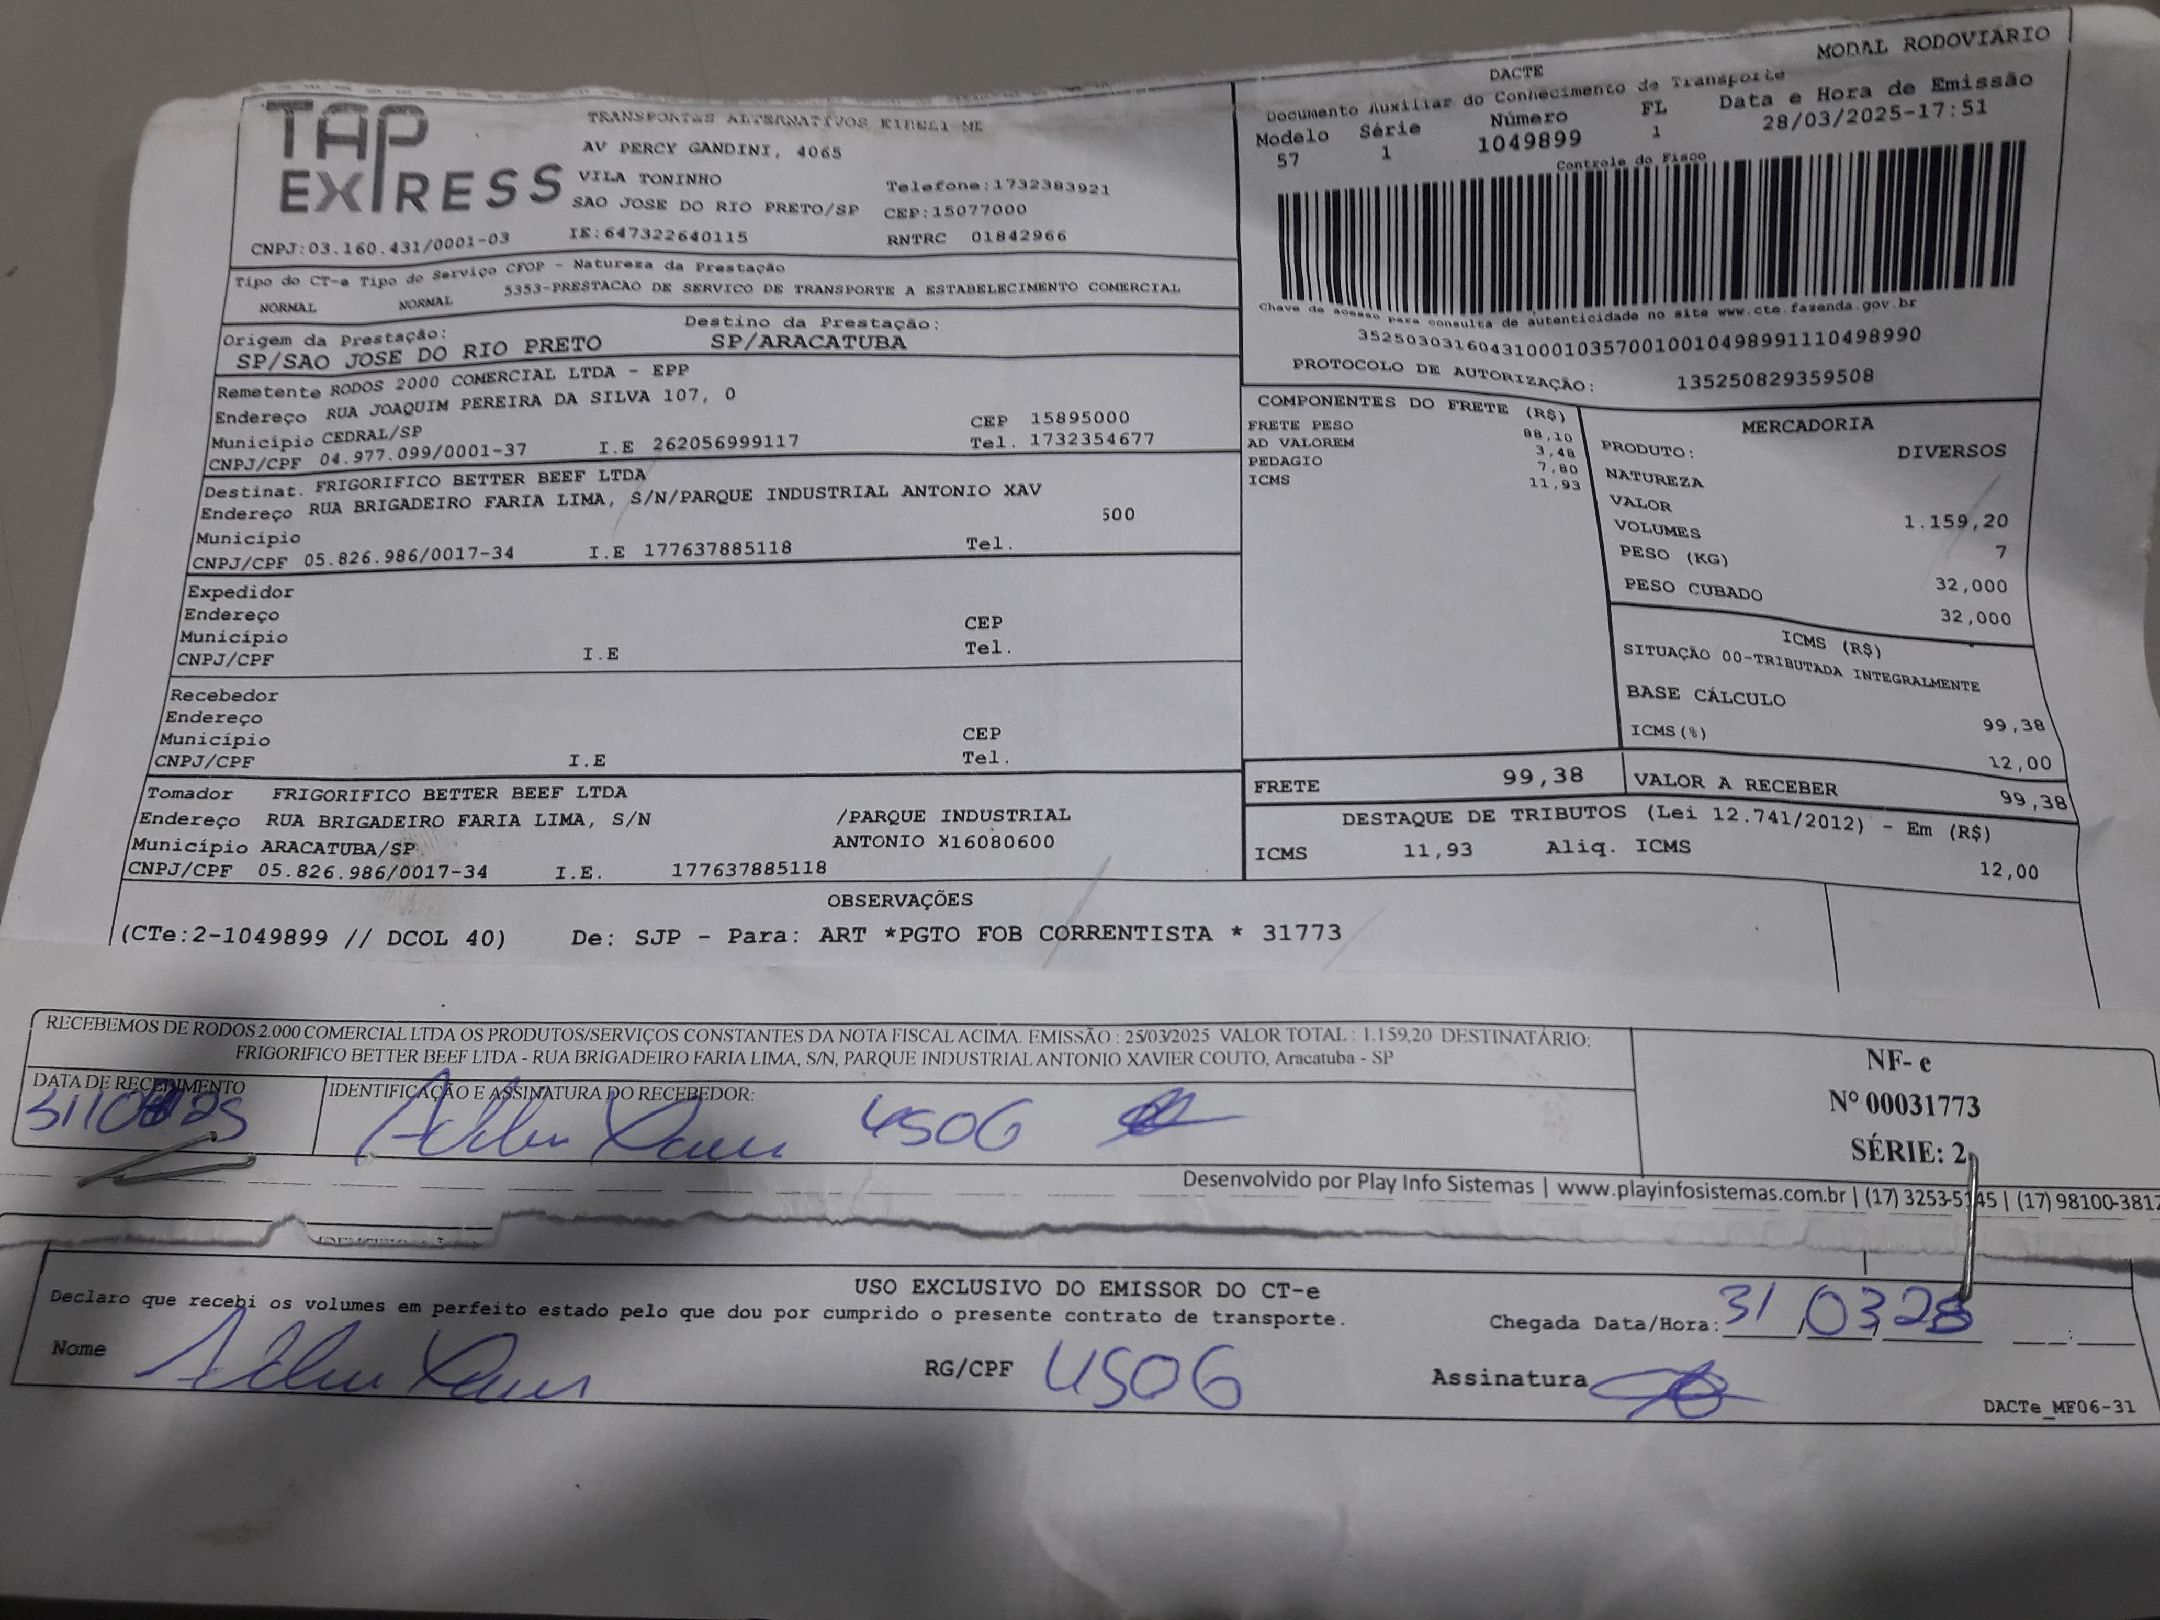 TAP EXPRESS
TRANSPORTES ALTERNATIVOS EIRELI ME
AV PERCY GANDINI, 4065
VILA TONINHO Telefone:1732383921
SAO JOSE DO RIO PRETO/SP CEP:15077000
CNPJ:03.160.431/0001-03 IE:647322640115 RNTRC 01842966
Tipo do CT-e Tipo de Serviço CFOP - Natureza da Prestação
NORMAL NORMAL 5353-PRESTACAO DE SERVICO DE TRANSPORTE A ESTABELECIMENTO COMERCIAL
Origem da Prestação: Destino da Prestação:
SP/SAO JOSE DO RIO PRETO SP/ARACATUBA
Remetente RODOS 2000 COMERCIAL LTDA - EPP
Endereço RUA JOAQUIM PEREIRA DA SILVA 107, 0
Município CEDRAL/SP CEP 15895000
CNPJ/CPF 04.977.099/0001-37 I.E 262056999117 Tel. 1732354677
Destinat. FRIGORIFICO BETTER BEEF LTDA
Endereço RUA BRIGADEIRO FARIA LIMA, S/N/PARQUE INDUSTRIAL ANTONIO XAV
Município 500
CNPJ/CPF 05.826.986/0017-34 I.E 177637885118 Tel.
Expedidor
Endereço
Município CEP
CNPJ/CPF I.E Tel.
Recebedor
Endereço
Município CEP
CNPJ/CPF I.E Tel.
Tomador FRIGORIFICO BETTER BEEF LTDA
Endereço RUA BRIGADEIRO FARIA LIMA, S/N /PARQUE INDUSTRIAL
Município ARACATUBA/SP ANTONIO X16080600
CNPJ/CPF 05.826.986/0017-34 I.E. 177637885118
MODAL RODOVIÁRIO
DACTE
Documento Auxiliar do Conhecimento de Transporte
Modelo Série Número FL Data e Hora de Emissão
57 1 1049899 1 28/03/2025-17:51
Controle do Fisco
Chave de acesso para consulta de autenticidade no site www.cte.fazenda.gov.br
35250303160431000103570010010498991110498990
PROTOCOLO DE AUTORIZAÇÃO: 135250829359508
COMPONENTES DO FRETE (R$)
FRETE PESO 88,10
AD VALOREM 3,48
PEDAGIO 7,80
ICMS 11,93
MERCADORIA
PRODUTO: DIVERSOS
NATUREZA
VALOR 1.159,20
VOLUMES 7
PESO (KG) 32,000
PESO CUBADO 32,000
ICMS (R$)
SITUAÇÃO 00-TRIBUTADA INTEGRALMENTE
BASE CÁLCULO 99,38
ICMS(%) 12,00
FRETE 99,38 VALOR A RECEBER 99,38
DESTAQUE DE TRIBUTOS (Lei 12.741/2012) - Em (R$)
ICMS 11,93 Aliq. ICMS 12,00
OBSERVAÇÕES
(CTe:2-1049899 // DCOL 40) De: SJP - Para: ART *PGTO FOB CORRENTISTA * 31773
RECEBEMOS DE RODOS 2.000 COMERCIAL LTDA OS PRODUTOS/SERVIÇOS CONSTANTES DA NOTA FISCAL ACIMA. EMISSÃO : 25/03/2025 VALOR TOTAL : 1.159,20 DESTINATÁRIO:
FRIGORIFICO BETTER BEEF LTDA - RUA BRIGADEIRO FARIA LIMA, S/N, PARQUE INDUSTRIAL ANTONIO XAVIER COUTO, Aracatuba - SP
DATA DE RECEBIMENTO IDENTIFICAÇÃO E ASSINATURA DO RECEBEDOR:
4506
NF- e
Nº 00031773
SÉRIE: 2
Desenvolvido por Play Info Sistemas | www.playinfosistemas.com.br | (17) 3253-5145 | (17) 98100-3812
USO EXCLUSIVO DO EMISSOR DO CT-e
Declaro que recebi os volumes em perfeito estado pelo que dou por cumprido o presente contrato de transporte.
Chegada Data/Hora: 31 03
Nome RG/CPF 4506 Assinatura
DACTe_MF06-31